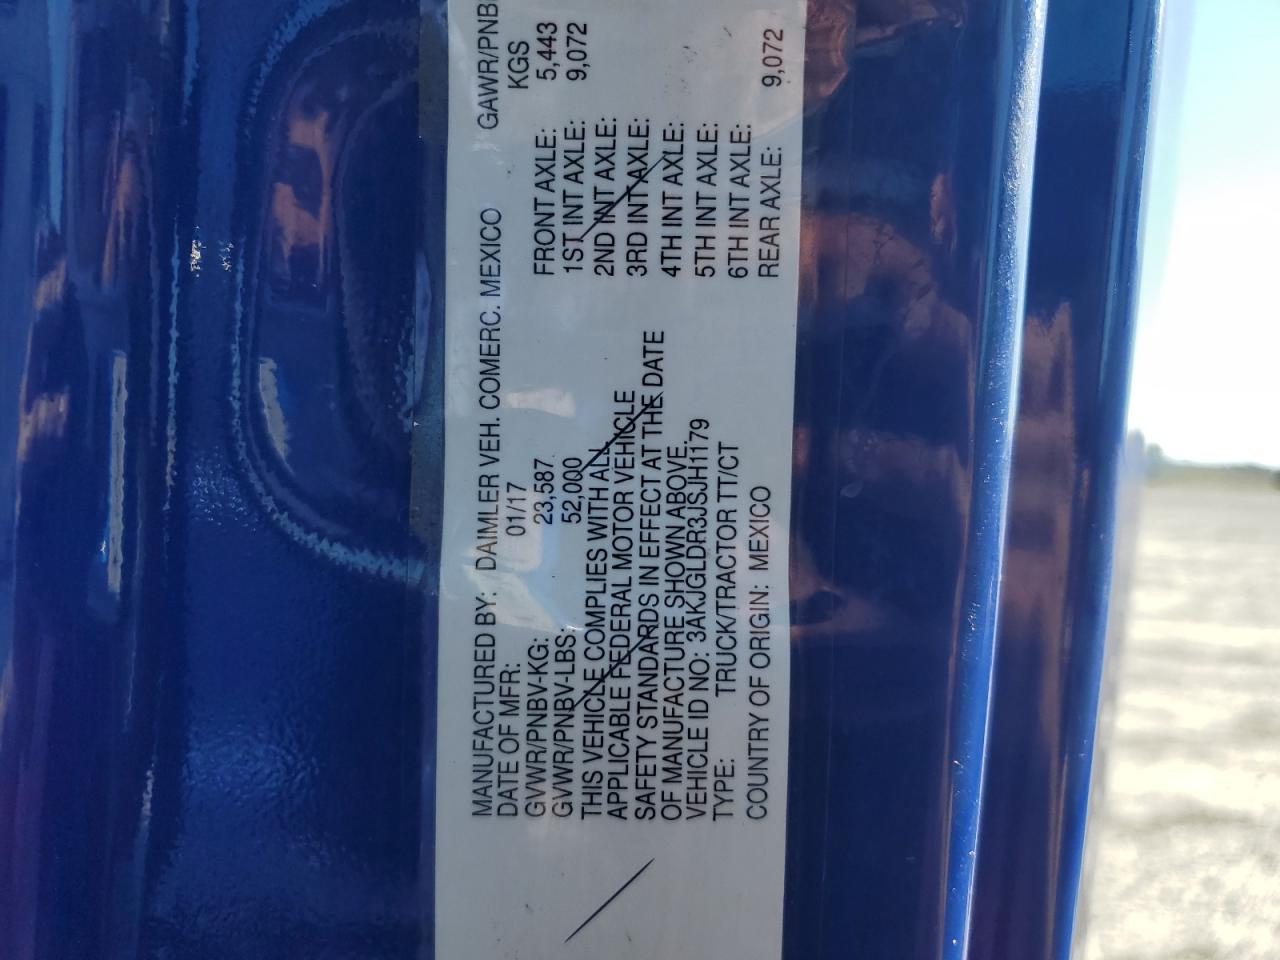 MANUFACTURED BY: DAIMLER VEH. COMERC. MEXICO GAWR/PNB
DATE OF MFR: 01/17 KGS
GVWR/PNBV-KG: 23,587 FRONT AXLE: 5,443
GVWR/PNBV-LBS: 52,000 1ST INT AXLE: 9,072
THIS VEHICLE COMPLIES WITH ALL 2ND INT AXLE:
APPLICABLE FEDERAL MOTOR VEHICLE 3RD INT AXLE:
SAFETY STANDARDS IN EFFECT AT THE DATE 4TH INT AXLE:
OF MANUFACTURE SHOWN ABOVE. 5TH INT AXLE:
VEHICLE ID NO: 3AKJGLDR3JSJH1179 6TH INT AXLE:
TYPE: TRUCK/TRACTOR TT/CT REAR AXLE: 9,072
COUNTRY OF ORIGIN: MEXICO